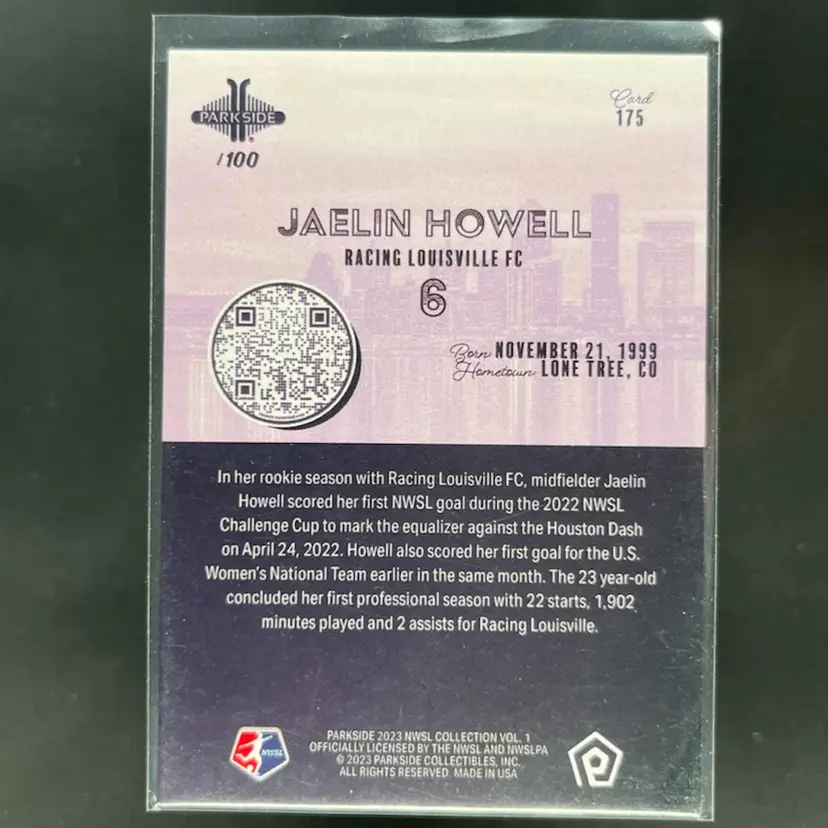 PARKSIDE
/100
Card
175
JAELIN HOWELL
RACING LOUISVILLE FC
6
Born NOVEMBER 21, 1999
Hometown LONE TREE, CO
In her rookie season with Racing Louisville FC, midfielder Jaelin
Howell scored her first NWSL goal during the 2022 NWSL
Challenge Cup to mark the equalizer against the Houston Dash
on April 24, 2022. Howell also scored her first goal for the U.S.
Women's National Team earlier in the same month. The 23 year-old
concluded her first professional season with 22 starts, 1,902
minutes played and 2 assists for Racing Louisville.
NWSL
PARKSIDE 2023 NWSL COLLECTION VOL. 1
OFFICIALLY LICENSED BY THE NWSL AND NWSLPA
© 2023 PARKSIDE COLLECTIBLES, INC.
ALL RIGHTS RESERVED. MADE IN USA